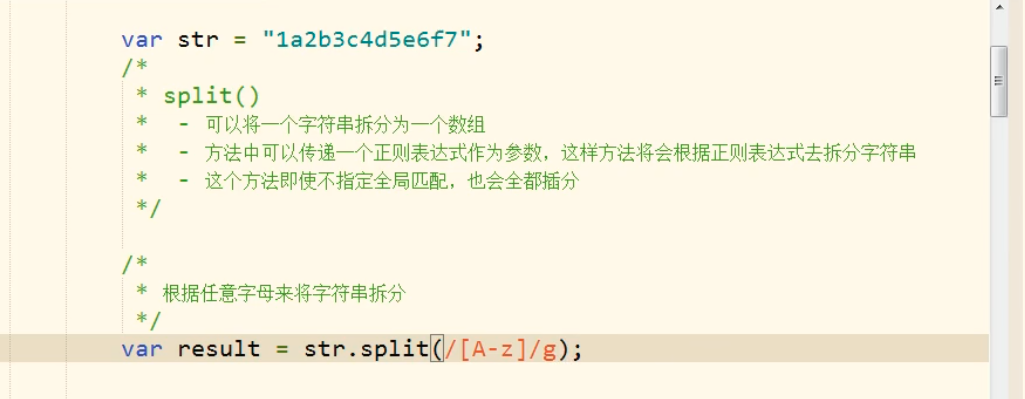 var str = "1a2b3c4d5e6f7";
/*
* split()
* - 可以将一个字符串拆分为一个数组
* - 方法中可以传递一个正则表达式作为参数，这样方法将会根据正则表达式去拆分字符串
* - 这个方法即使不指定全局匹配，也会全都插分
*/
/*
* 根据任意字母来将字符串拆分
*/
var result = str.split(/[A-z]/g);